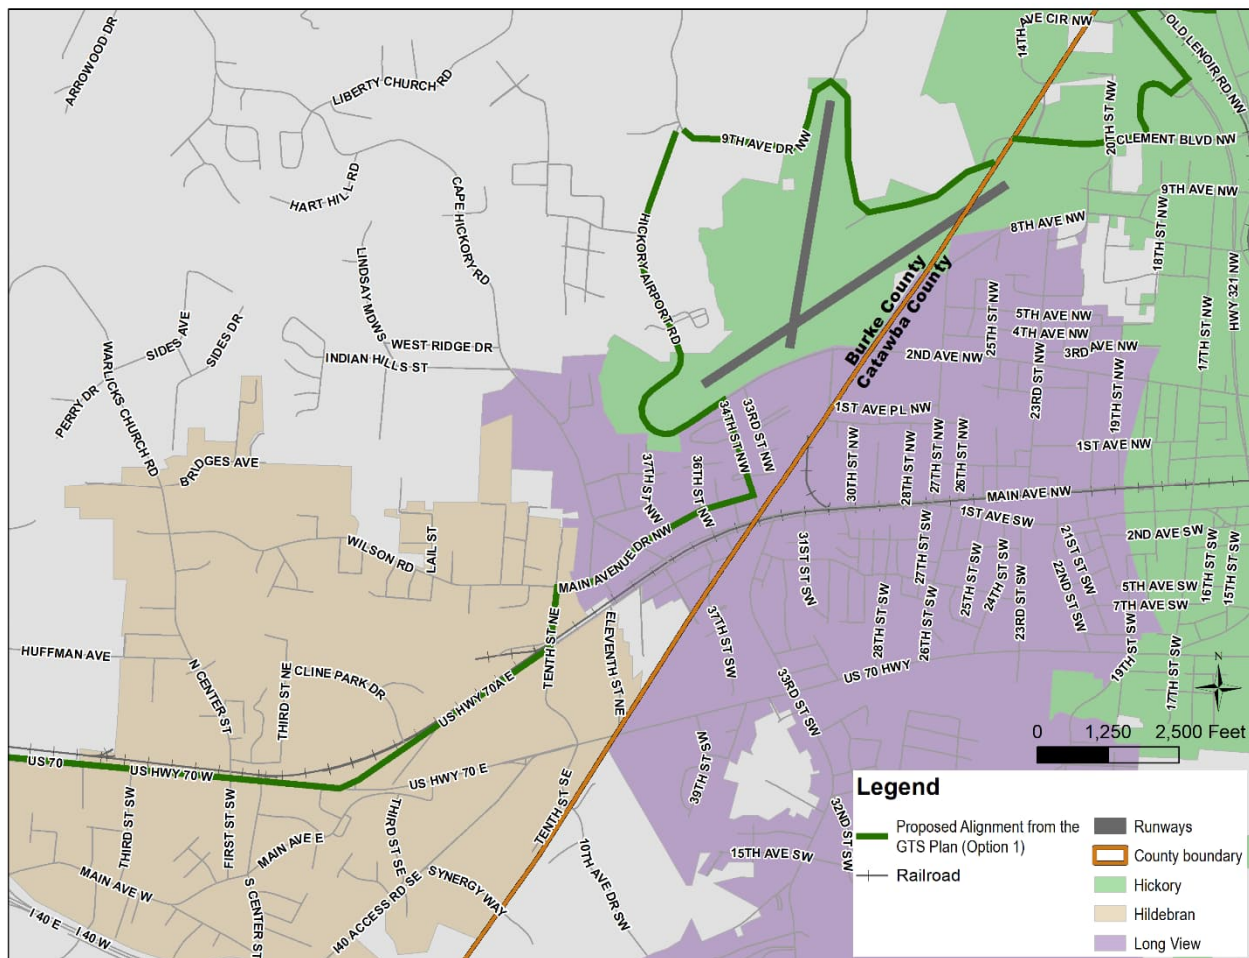 ARROWOOD DR
LIBERTY CHURCH RD
14TH AVE CIR NW
OLD LENOIR RD NW
20TH ST NW
CLEMENT BLVD NW
9TH AVE DR NW
HART HILL RD
CAPE HICKORY RD
HICKORY AIRPORT RD
9TH AVE NW
8TH AVE NW
18TH ST NW
HWY 321 NW
LINDSAY MDWS
SIDES AVE
SIDES DR
WEST RIDGE DR
INDIAN HILLS ST
Burke County
Catawba County
25TH ST NW
5TH AVE NW
4TH AVE NW
3RD AVE NW
2ND AVE NW
23RD ST NW
19TH ST NW
17TH ST NW
PERRY DR
WARLICKS CHURCH RD
BRIDGES AVE
34TH ST NW
33RD ST NW
1ST AVE PL NW
1ST AVE NW
37TH ST NW
36TH ST NW
30TH ST NW
28TH ST NW
27TH ST NW
26TH ST NW
MAIN AVE NW
1ST AVE SW
WILSON RD
LAIL ST
MAIN AVENUE DR NW
31ST ST SW
27TH ST SW
25TH ST SW
24TH ST SW
23RD ST SW
21ST ST SW
22ND ST SW
2ND AVE SW
5TH AVE SW
7TH AVE SW
16TH ST SW
15TH ST SW
28TH ST SW
26TH ST SW
19TH ST SW
17TH ST SW
HUFFMAN AVE
N CENTER ST
THIRD ST NE
CLINE PARK DR
US HWY 70A E
TENTH ST NE
ELEVENTH ST NE
37TH ST SW
33RD ST SW
US 70 HWY
US 70
US HWY 70 W
US HWY 70 E
39TH ST SW
32ND ST SW
THIRD ST SW
FIRST ST SW
MAIN AVE E
THIRD ST SE
TENTH ST SE
10TH AVE DR SW
15TH AVE SW
MAIN AVE W
S CENTER ST
I40 ACCESS RD SE
SYNERGY WAY
I 40 E
I 40 W
N
0 1,250 2,500 Feet
Legend
Proposed Alignment from the
GTS Plan (Option 1)
Railroad
Runways
County boundary
Hickory
Hildebran
Long View